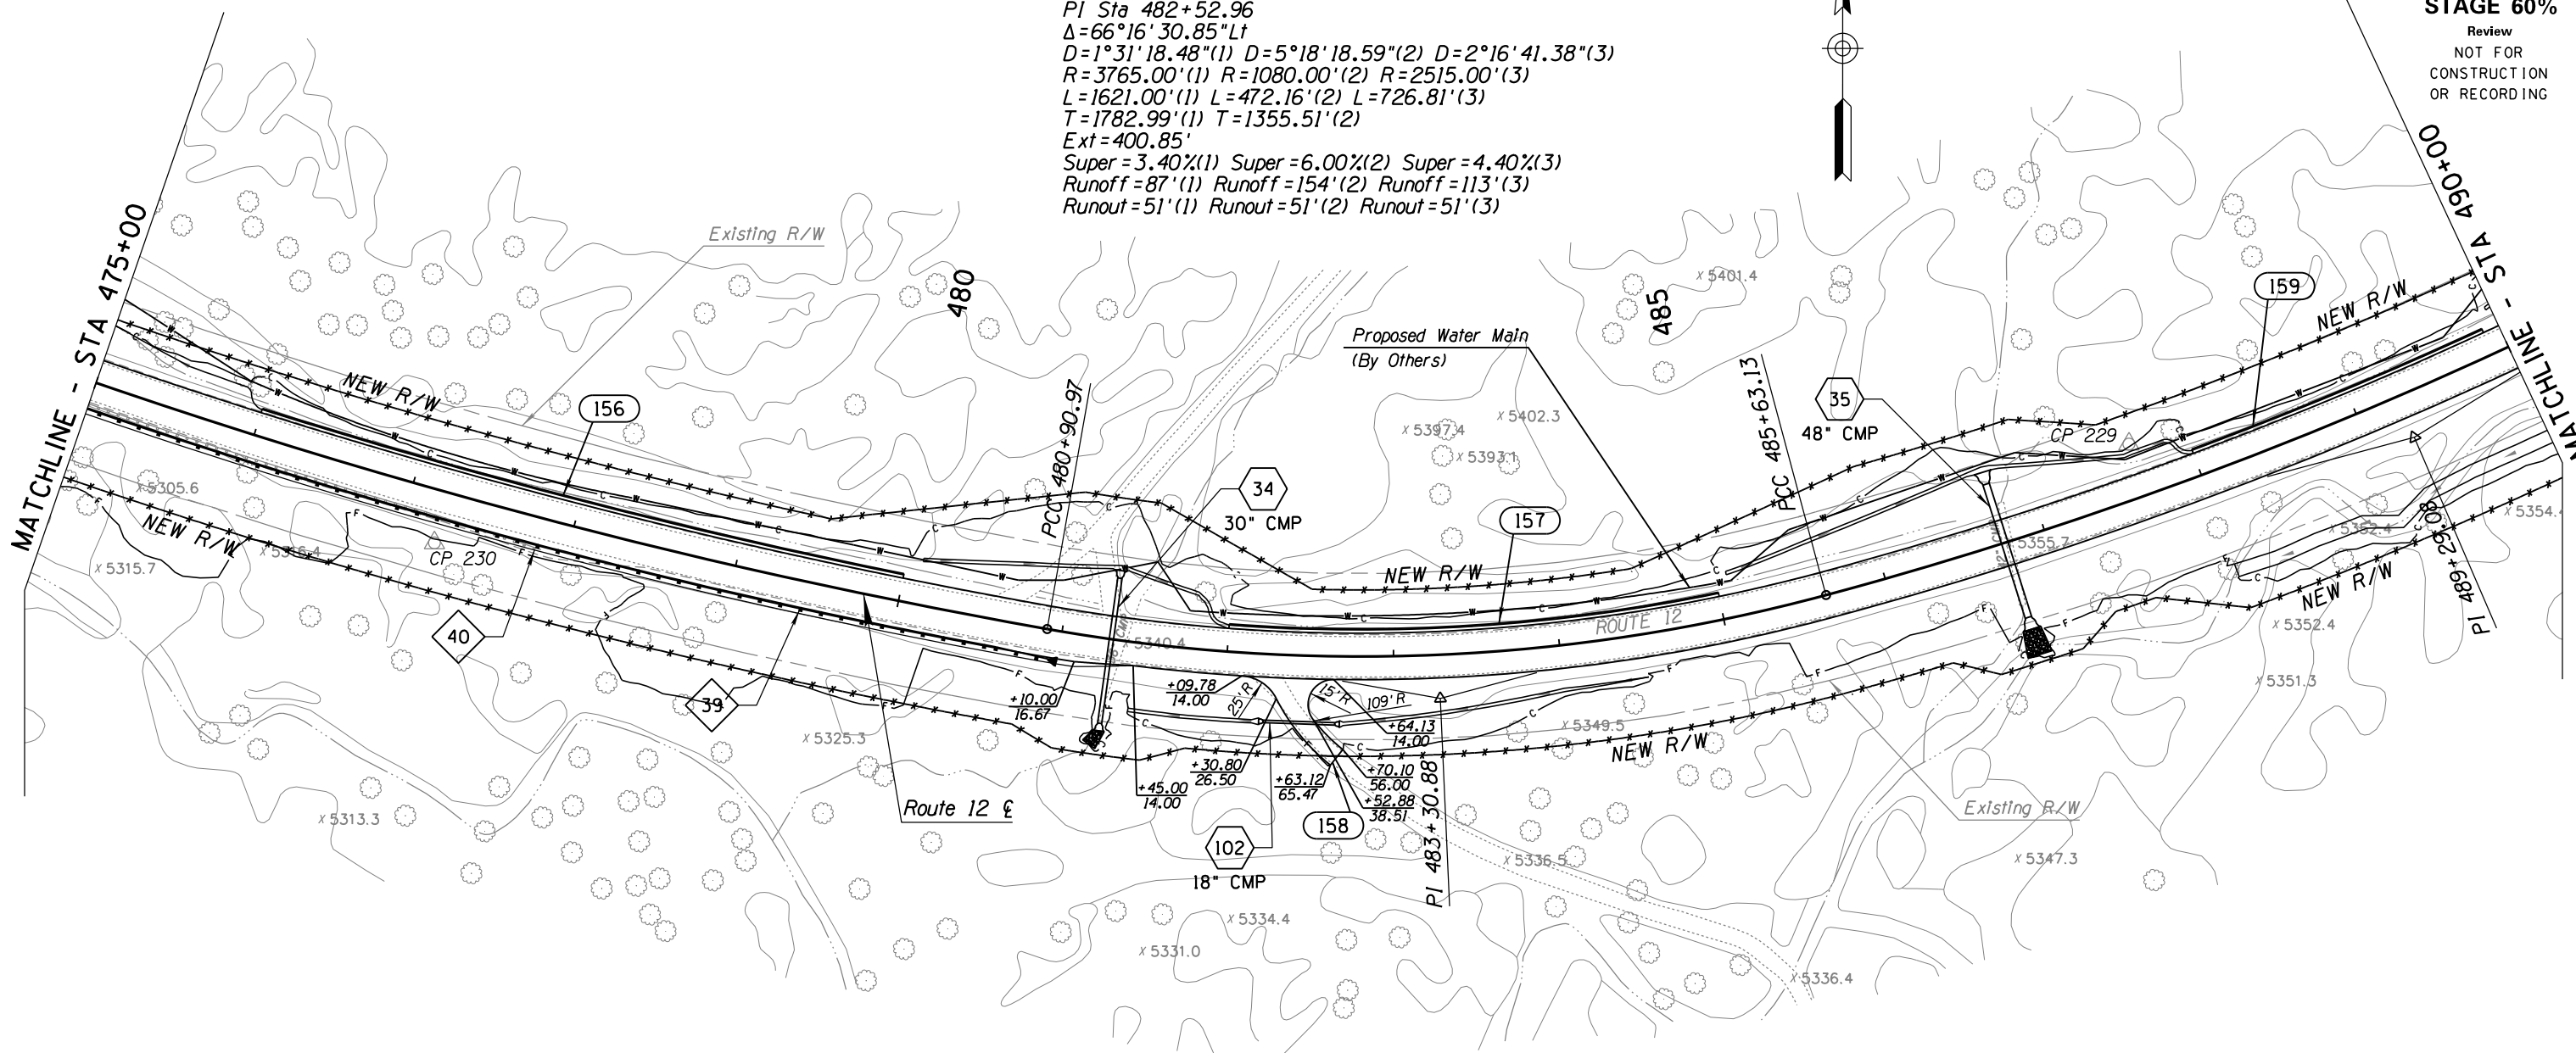 PI Sta 482+52.96
Δ=66°16'30.85"Lt
D=1°31'18.48"(1) D=5°18'18.59"(2) D=2°16'41.38"(3)
R=3765.00'(1) R=1080.00'(2) R=2515.00'(3)
L=1621.00'(1) L=472.16'(2) L=726.81'(3)
T=1782.99'(1) T=1355.51'(2)
Ext=400.85'
Super=3.40%(1) Super=6.00%(2) Super=4.40%(3)
Runoff=87'(1) Runoff=154'(2) Runoff=113'(3)
Runout=51'(1) Runout=51'(2) Runout=51'(3)
STAGE 60%
Review
NOT FOR
CONSTRUCTION
OR RECORDING
MATCHLINE - STA 475+00
MATCHLINE - STA 490+00
Existing R/W
480
485
x 5401.4
159
NEW R/W
Proposed Water Main
(By Others)
NEW R/W
156
PCC 480+90.97
PCC 485+63.13
35
48" CMP
CP 229
x 5402.3
x 5397.4
x 5393.1
34
30" CMP
157
x 5305.6
NEW R/W
x 5316.4
x 5315.7
CP 230
NEW R/W
ROUTE 12
x 5355.7
x 5352.4
x 5354.4
PI 489+29.08
NEW R/W
x 5352.4
40
39
x 5340.4
+10.00
16.67
+09.78
14.00
25'R
15'R
109'R
+64.13
14.00
x 5349.5
x 5351.3
NEW R/W
x 5325.3
+30.80
26.50
+45.00
14.00
+63.12
65.47
+70.10
56.00
+52.88
38.51
PI 483+30.88
Route 12 ℄
Existing R/W
x 5313.3
158
102
18" CMP
x 5336.5
x 5347.3
x 5334.4
x 5331.0
x 5336.4